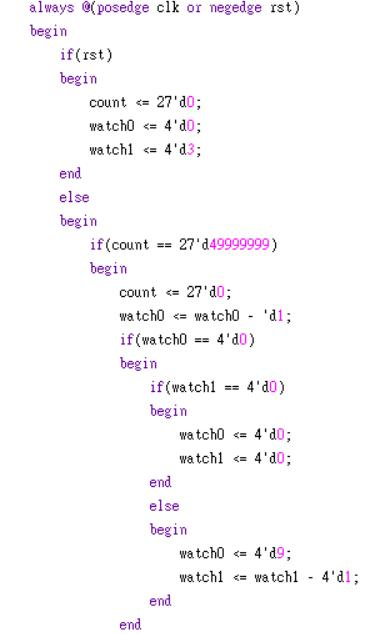 always @(posedge clk or negedge rst)
begin
if(rst)
begin
count <= 27'd0;
watch0 <= 4'd0;
watch1 <= 4'd3;
end
else
begin
if(count == 27'd49999999)
begin
count <= 27'd0;
watch0 <= watch0 - 'd1;
if(watch0 == 4'd0)
begin
if(watch1 == 4'd0)
begin
watch0 <= 4'd0;
watch1 <= 4'd0;
end
else
begin
watch0 <= 4'd9;
watch1 <= watch1 - 4'd1;
end
end